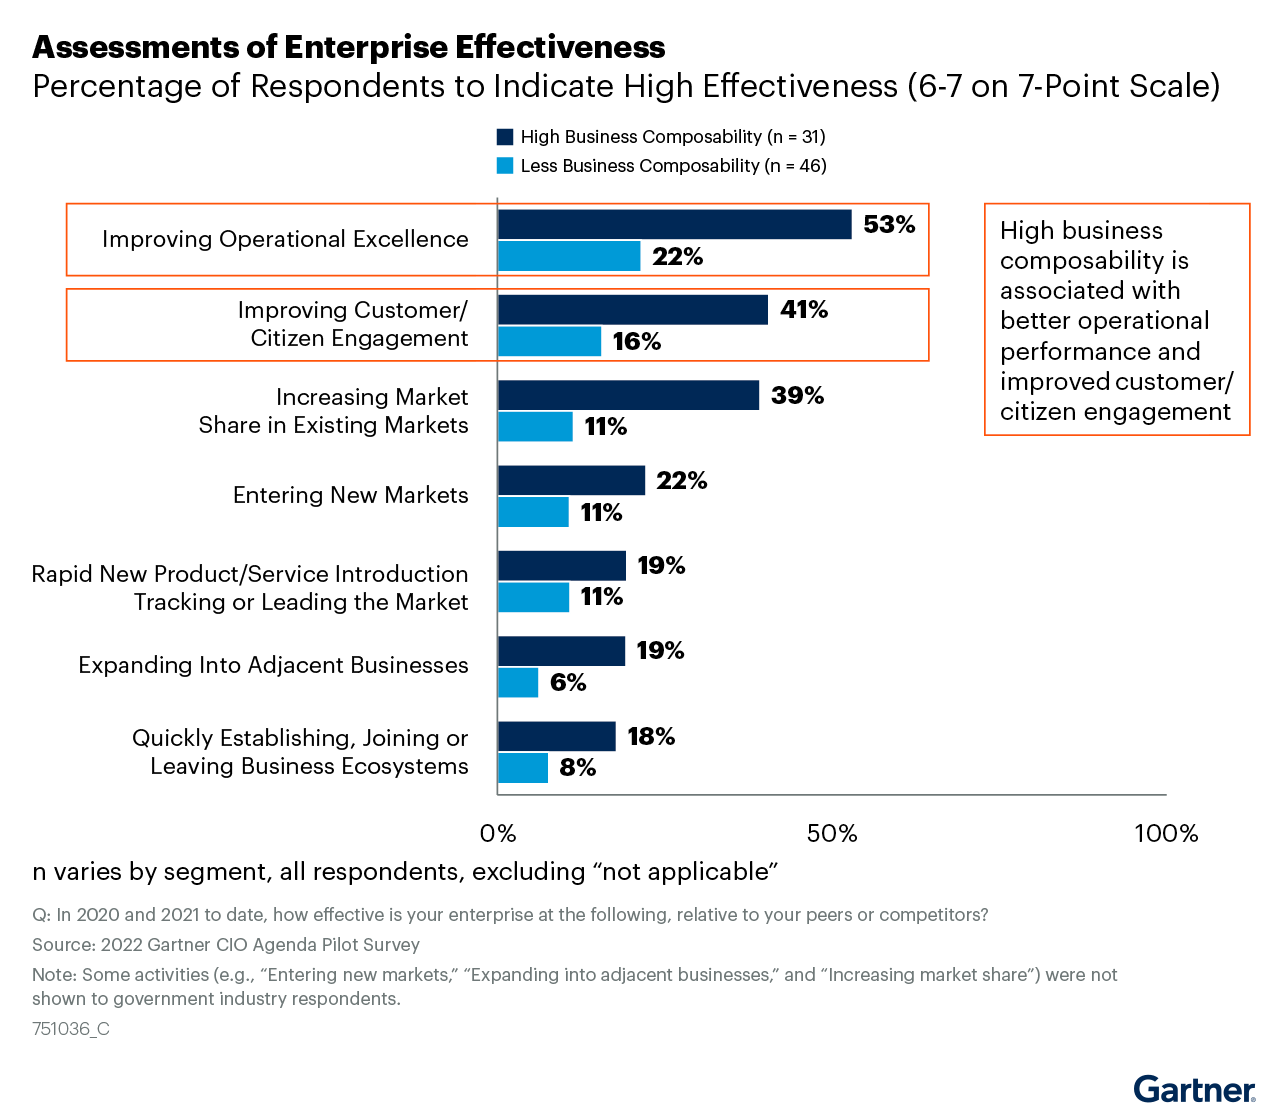 Assessments of Enterprise Effectiveness
Percentage of Respondents to Indicate High Effectiveness (6-7 on 7-Point Scale)
High Business Composability (n = 31)
Less Business Composability (n = 46)
Improving Operational Excellence
53%
22%
Improving Customer/
Citizen Engagement
41%
16%
Increasing Market
Share in Existing Markets
39%
11%
Entering New Markets
22%
11%
Rapid New Product/Service Introduction
Tracking or Leading the Market
19%
11%
Expanding Into Adjacent Businesses
19%
6%
Quickly Establishing, Joining or
Leaving Business Ecosystems
18%
8%
0%
50%
100%
High business
composability is
associated with
better operational
performance and
improved customer/
citizen engagement
n varies by segment, all respondents, excluding “not applicable”
Q: In 2020 and 2021 to date, how effective is your enterprise at the following, relative to your peers or competitors?
Source: 2022 Gartner CIO Agenda Pilot Survey
Note: Some activities (e.g., “Entering new markets,” “Expanding into adjacent businesses,” and “Increasing market share”) were not
shown to government industry respondents.
751036_C
Gartner®